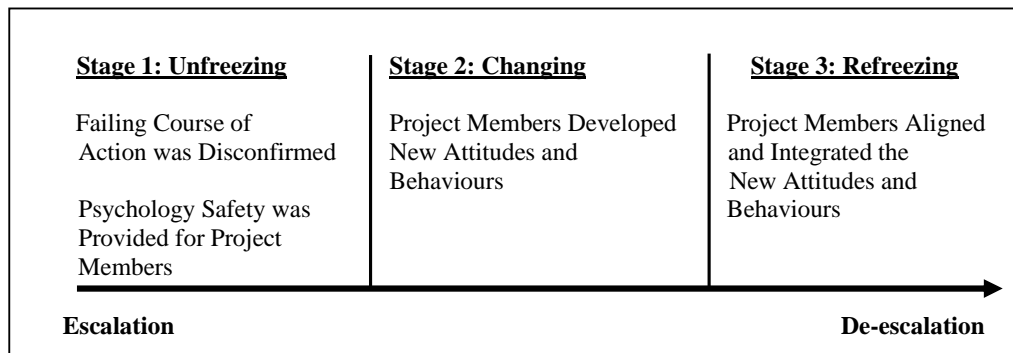 Stage 1: Unfreezing
Failing Course of
Action was Disconfirmed
Psychology Safety was
Provided for Project
Members
Stage 2: Changing
Project Members Developed
New Attitudes and
Behaviours
Stage 3: Refreezing
Project Members Aligned
and Integrated the
New Attitudes and
Behaviours
Escalation
De-escalation